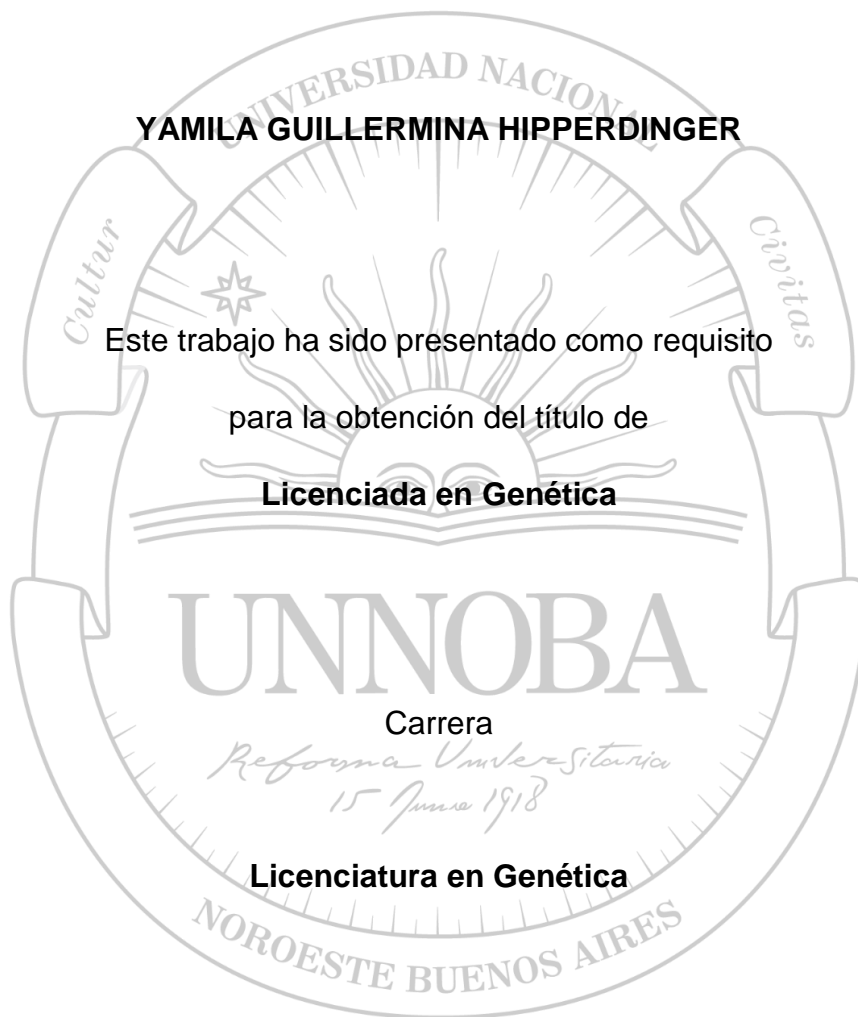 UNIVERSIDAD NACIONAL
YAMILA GUILLERMINA HIPPERDINGER
Cultur
Civitas
Este trabajo ha sido presentado como requisito
para la obtención del título de
Licenciada en Genética
UNNOBA
Carrera
Reforma Universitaria
15 Junio 1918
Licenciatura en Genética
NOROESTE BUENOS AIRES